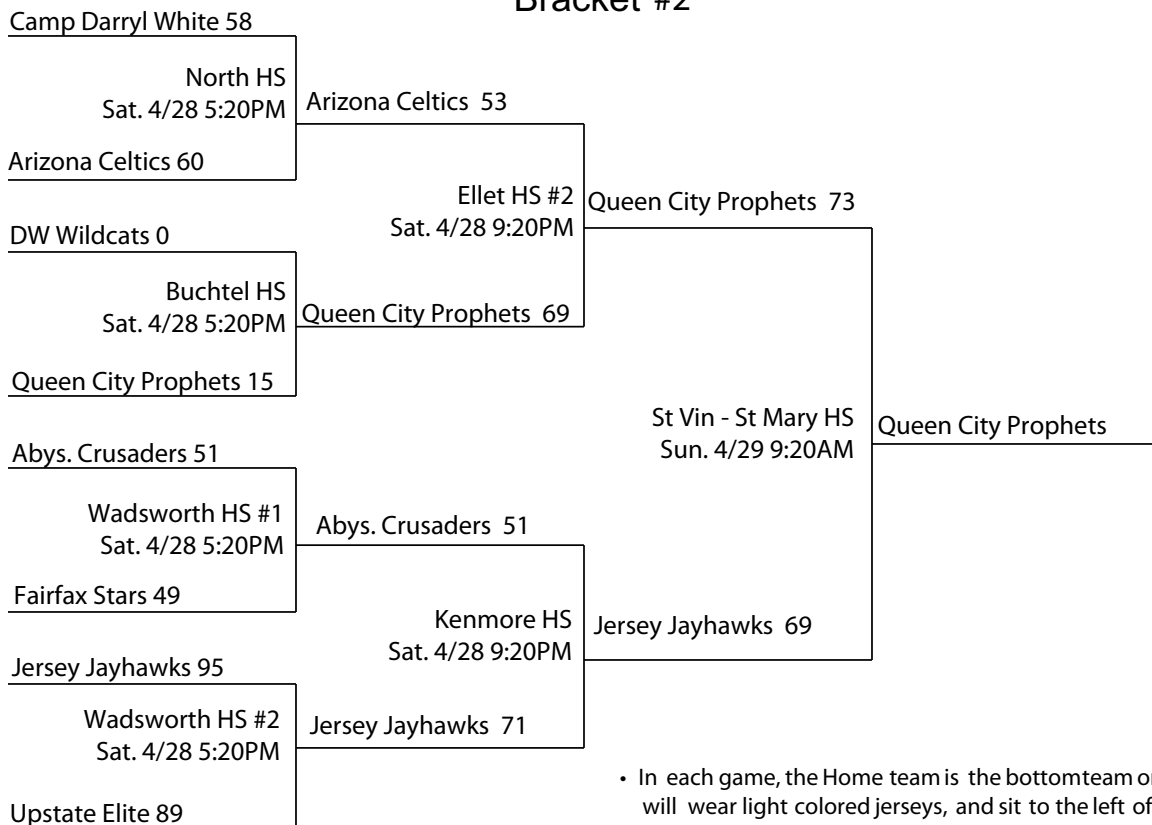 Bracket #2
Camp Darryl White 58
North HS
Sat. 4/28 5:20PM
Arizona Celtics 53
Arizona Celtics 60
Ellet HS #2
Sat. 4/28 9:20PM
Queen City Prophets 73
DW Wildcats 0
Buchtel HS
Sat. 4/28 5:20PM
Queen City Prophets 69
Queen City Prophets 15
St Vin - St Mary HS
Sun. 4/29 9:20AM
Queen City Prophets
Abys. Crusaders 51
Wadsworth HS #1
Sat. 4/28 5:20PM
Abys. Crusaders 51
Fairfax Stars 49
Kenmore HS
Sat. 4/28 9:20PM
Jersey Jayhawks 69
Jersey Jayhawks 95
Wadsworth HS #2
Sat. 4/28 5:20PM
Jersey Jayhawks 71
Upstate Elite 89
• In each game, the Home team is the bottomteam
will wear light colored jerseys, and sit to the left of